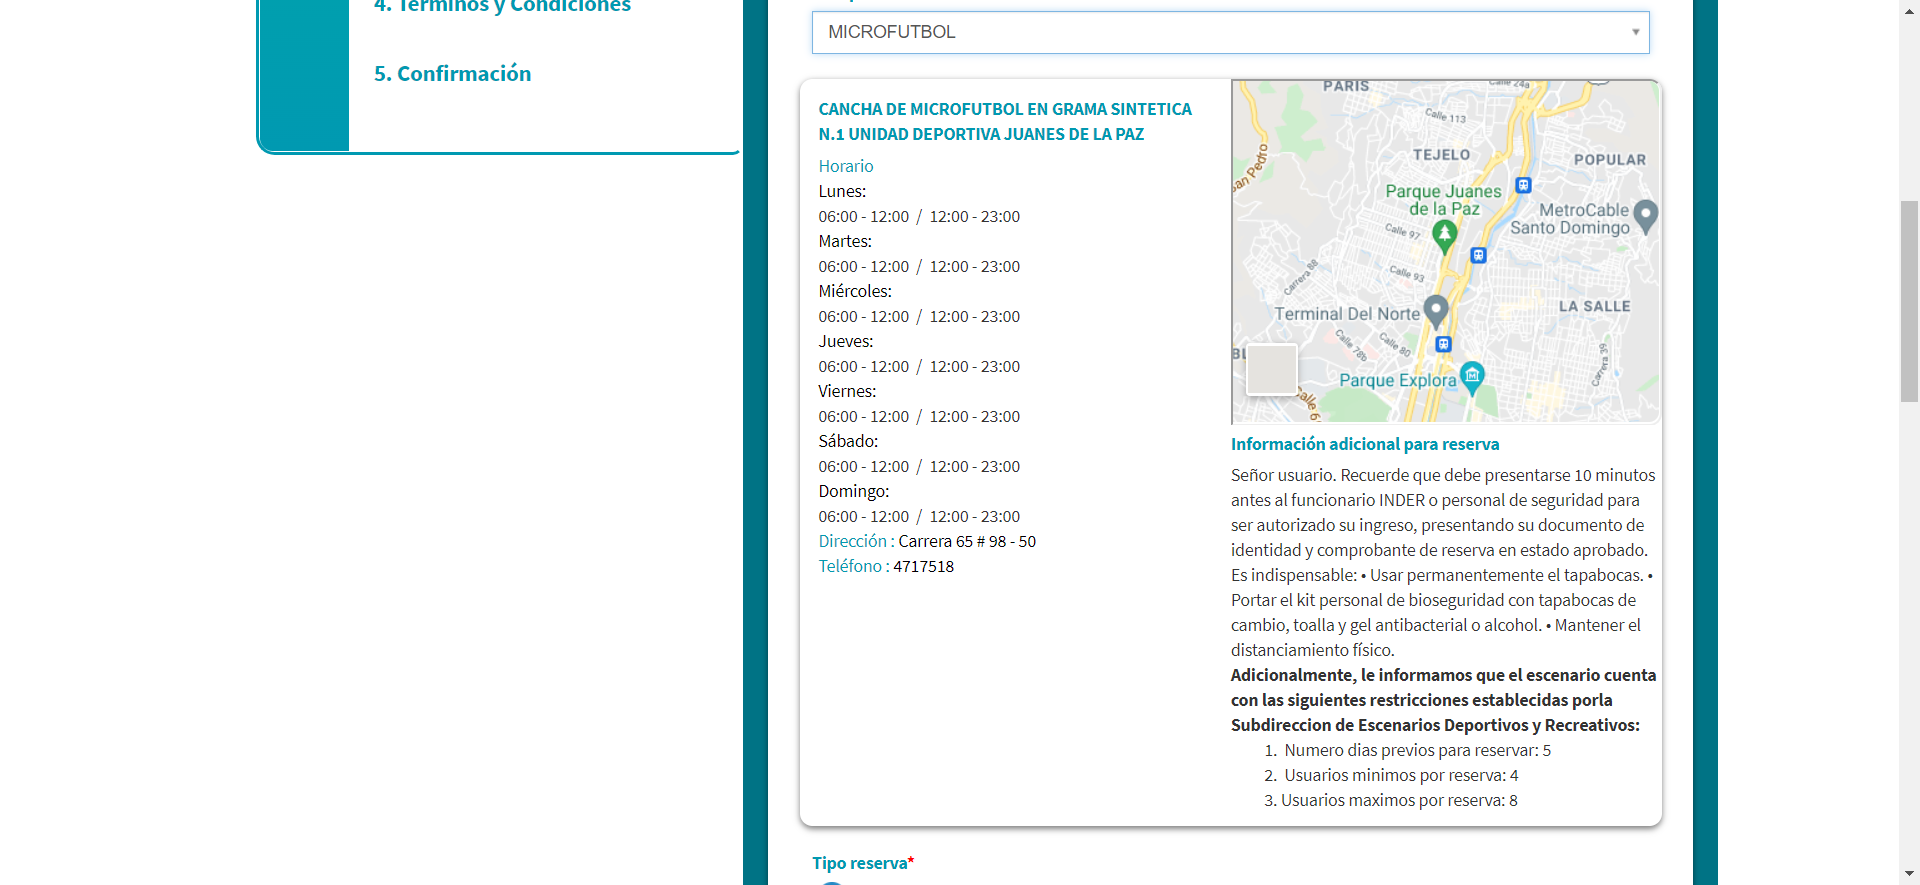 4. Términos y Condiciones
5. Confirmación
MICROFUTBOL
CANCHA DE MICROFUTBOL EN GRAMA SINTETICA
N.1 UNIDAD DEPORTIVA JUANES DE LA PAZ
Horario
Lunes:
06:00 - 12:00 / 12:00 - 23:00
Martes:
06:00 - 12:00 / 12:00 - 23:00
Miércoles:
06:00 - 12:00 / 12:00 - 23:00
Jueves:
06:00 - 12:00 / 12:00 - 23:00
Viernes:
06:00 - 12:00 / 12:00 - 23:00
Sábado:
06:00 - 12:00 / 12:00 - 23:00
Domingo:
06:00 - 12:00 / 12:00 - 23:00
Dirección : Carrera 65 # 98 - 50
Teléfono : 4717518
PARIS
Calle 24a
Calle 113
TEJELO
POPULAR
San Pedro
Parque Juanes
de la Paz
MetroCable
Santo Domingo
Calle 97
Carrera 88
Calle 93
LA SALLE
Terminal Del Norte
Calle 78b
Calle 80
Carrera 39
Parque Explora
Información adicional para reserva
Señor usuario. Recuerde que debe presentarse 10 minutos
antes al funcionario INDER o personal de seguridad para
ser autorizado su ingreso, presentando su documento de
identidad y comprobante de reserva en estado aprobado.
Es indispensable: • Usar permanentemente el tapabocas. •
Portar el kit personal de bioseguridad con tapabocas de
cambio, toalla y gel antibacterial o alcohol. • Mantener el
distanciamiento físico.
Adicionalmente, le informamos que el escenario cuenta
con las siguientes restricciones establecidas porla
Subdireccion de Escenarios Deportivos y Recreativos:
1. Numero dias previos para reservar: 5
2. Usuarios minimos por reserva: 4
3. Usuarios maximos por reserva: 8
Tipo reserva*